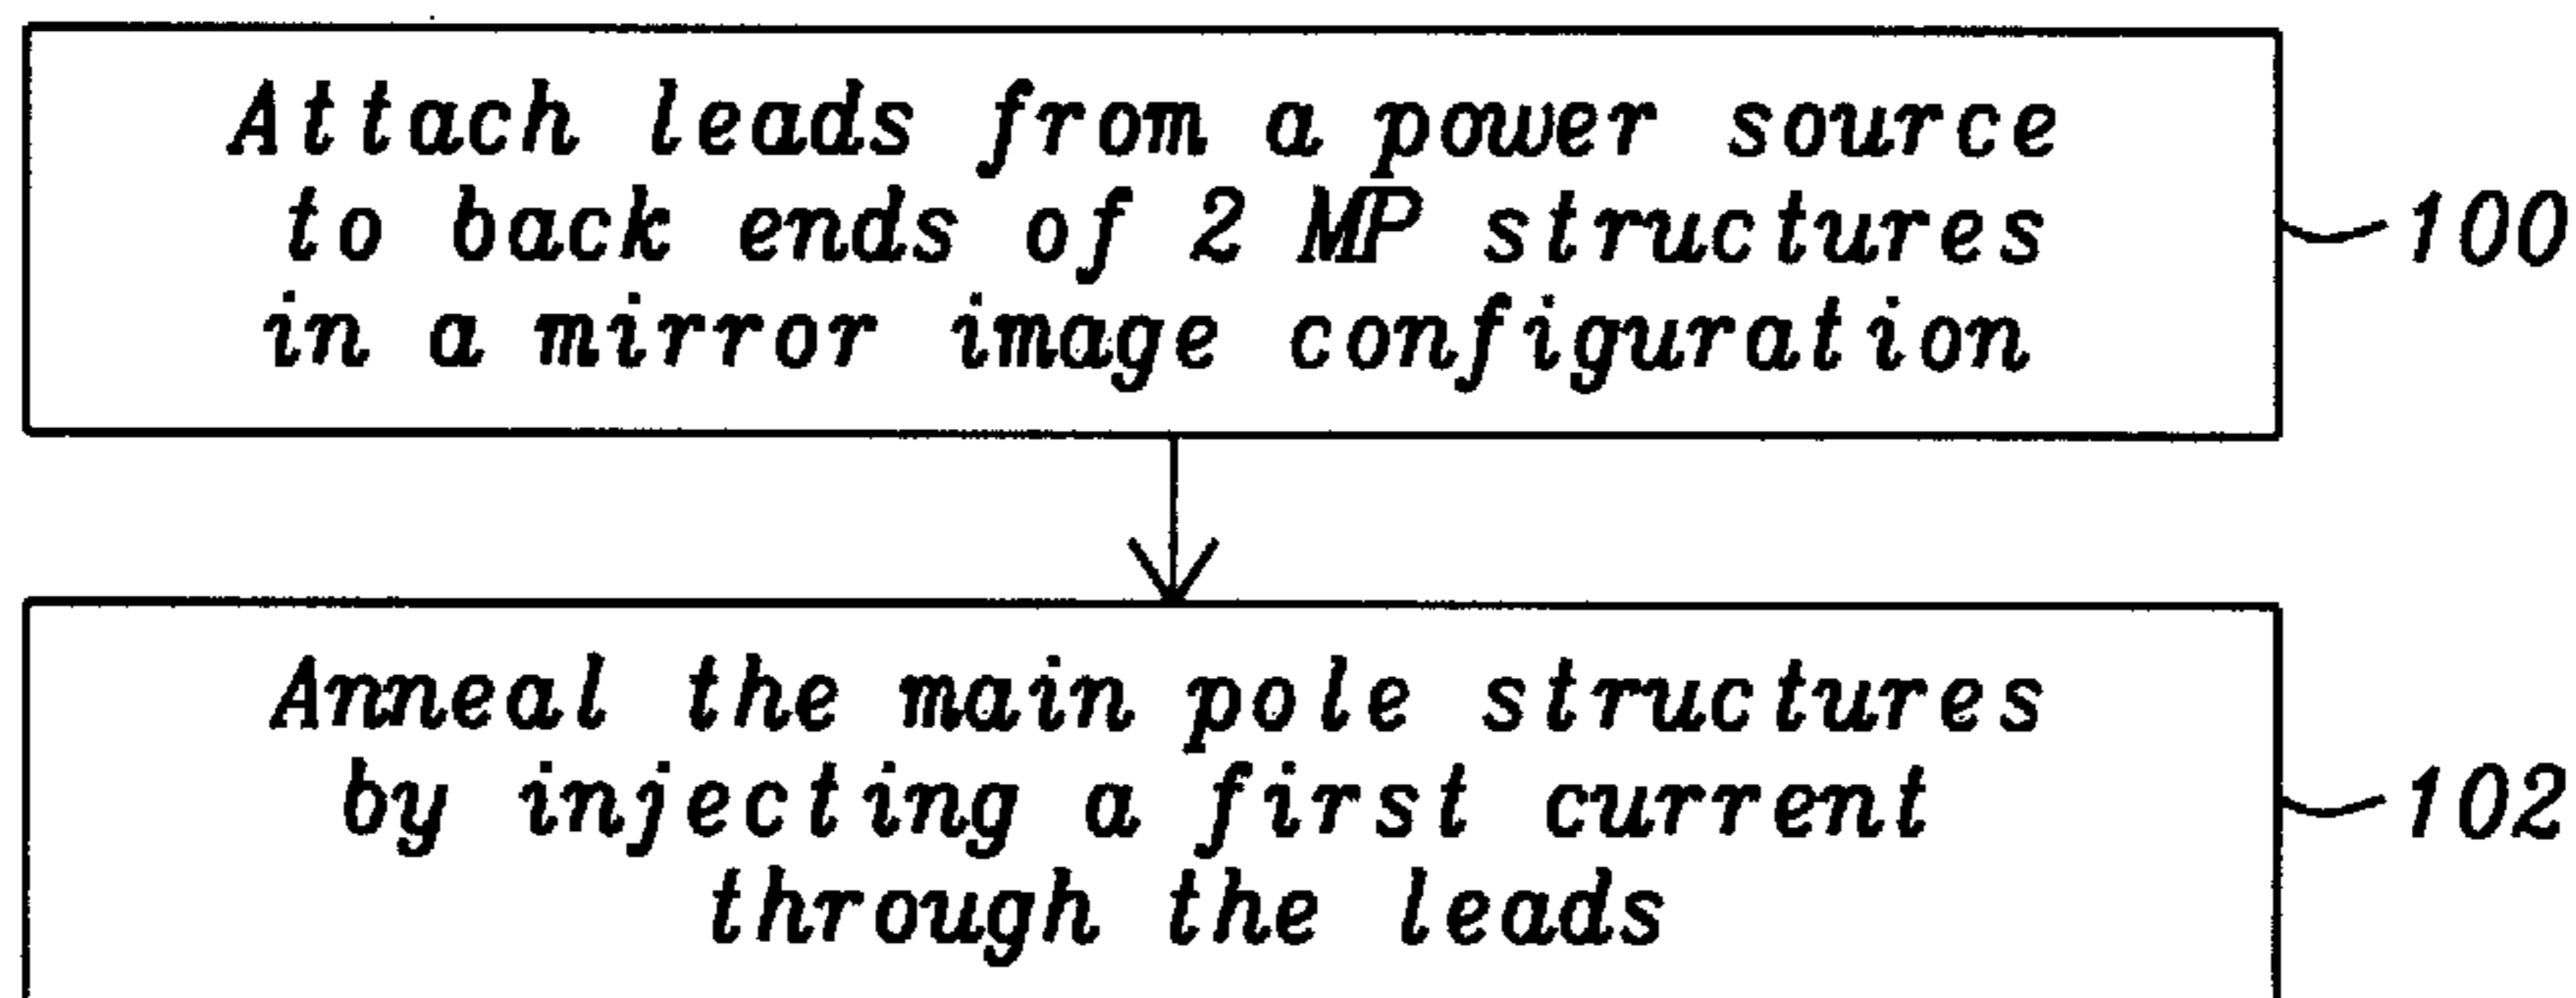 Attach leads from a power source
to back ends of 2 MP structures
in a mirror image configuration
100
Anneal the main pole structures
by injecting a first current
through the leads
102